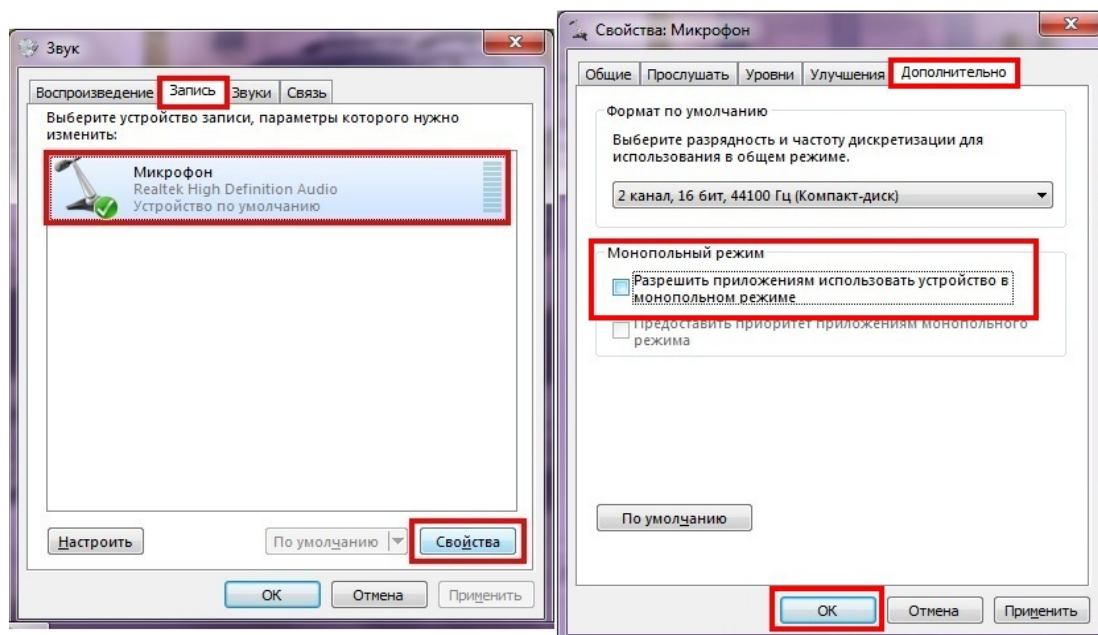 Звук
Воспроизведение Запись Звуки Связь
Выберите устройство записи, параметры которого нужно
изменить:
Микрофон
Realtek High Definition Audio
Устройство по умолчанию
Настроить По умолчанию Свойства
ОК Отмена Применить
Свойства: Микрофон
Общие Прослушать Уровни Улучшения Дополнительно
Формат по умолчанию
Выберите разрядность и частоту дискретизации для
использования в общем режиме.
2 канал, 16 бит, 44100 Гц (Компакт-диск)
Монопольный режим
Разрешить приложениям использовать устройство в
монопольном режиме
Предоставить приоритет приложениям монопольного
режима
По умолчанию
ОК Отмена Применить